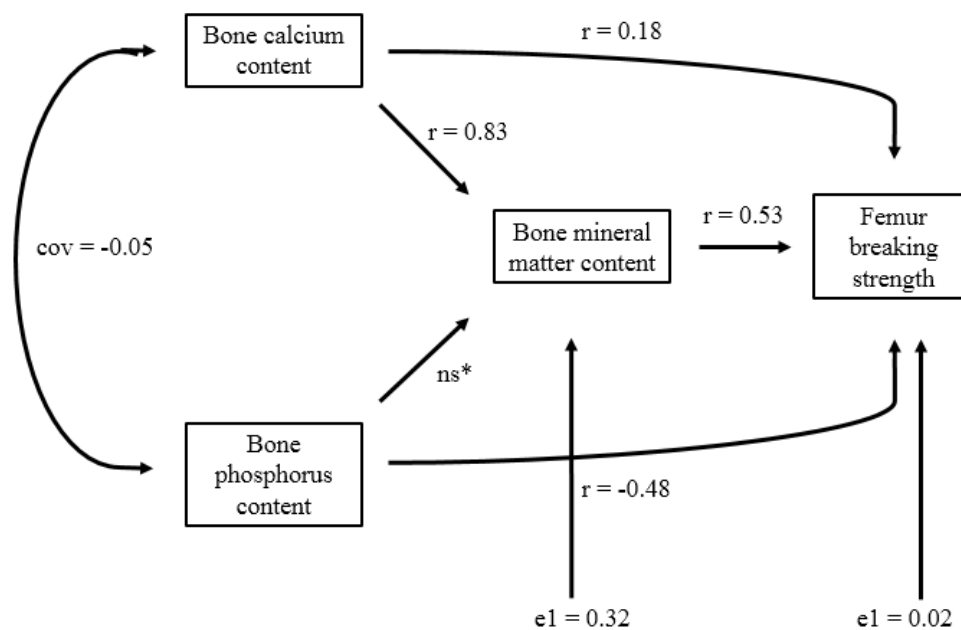 Bone calcium
content
r = 0.18
r = 0.83
cov = -0.05
Bone mineral
matter content
r = 0.53
Femur
breaking
strength
ns*
Bone
phosphorus
content
r = -0.48
e1 = 0.32
e1 = 0.02